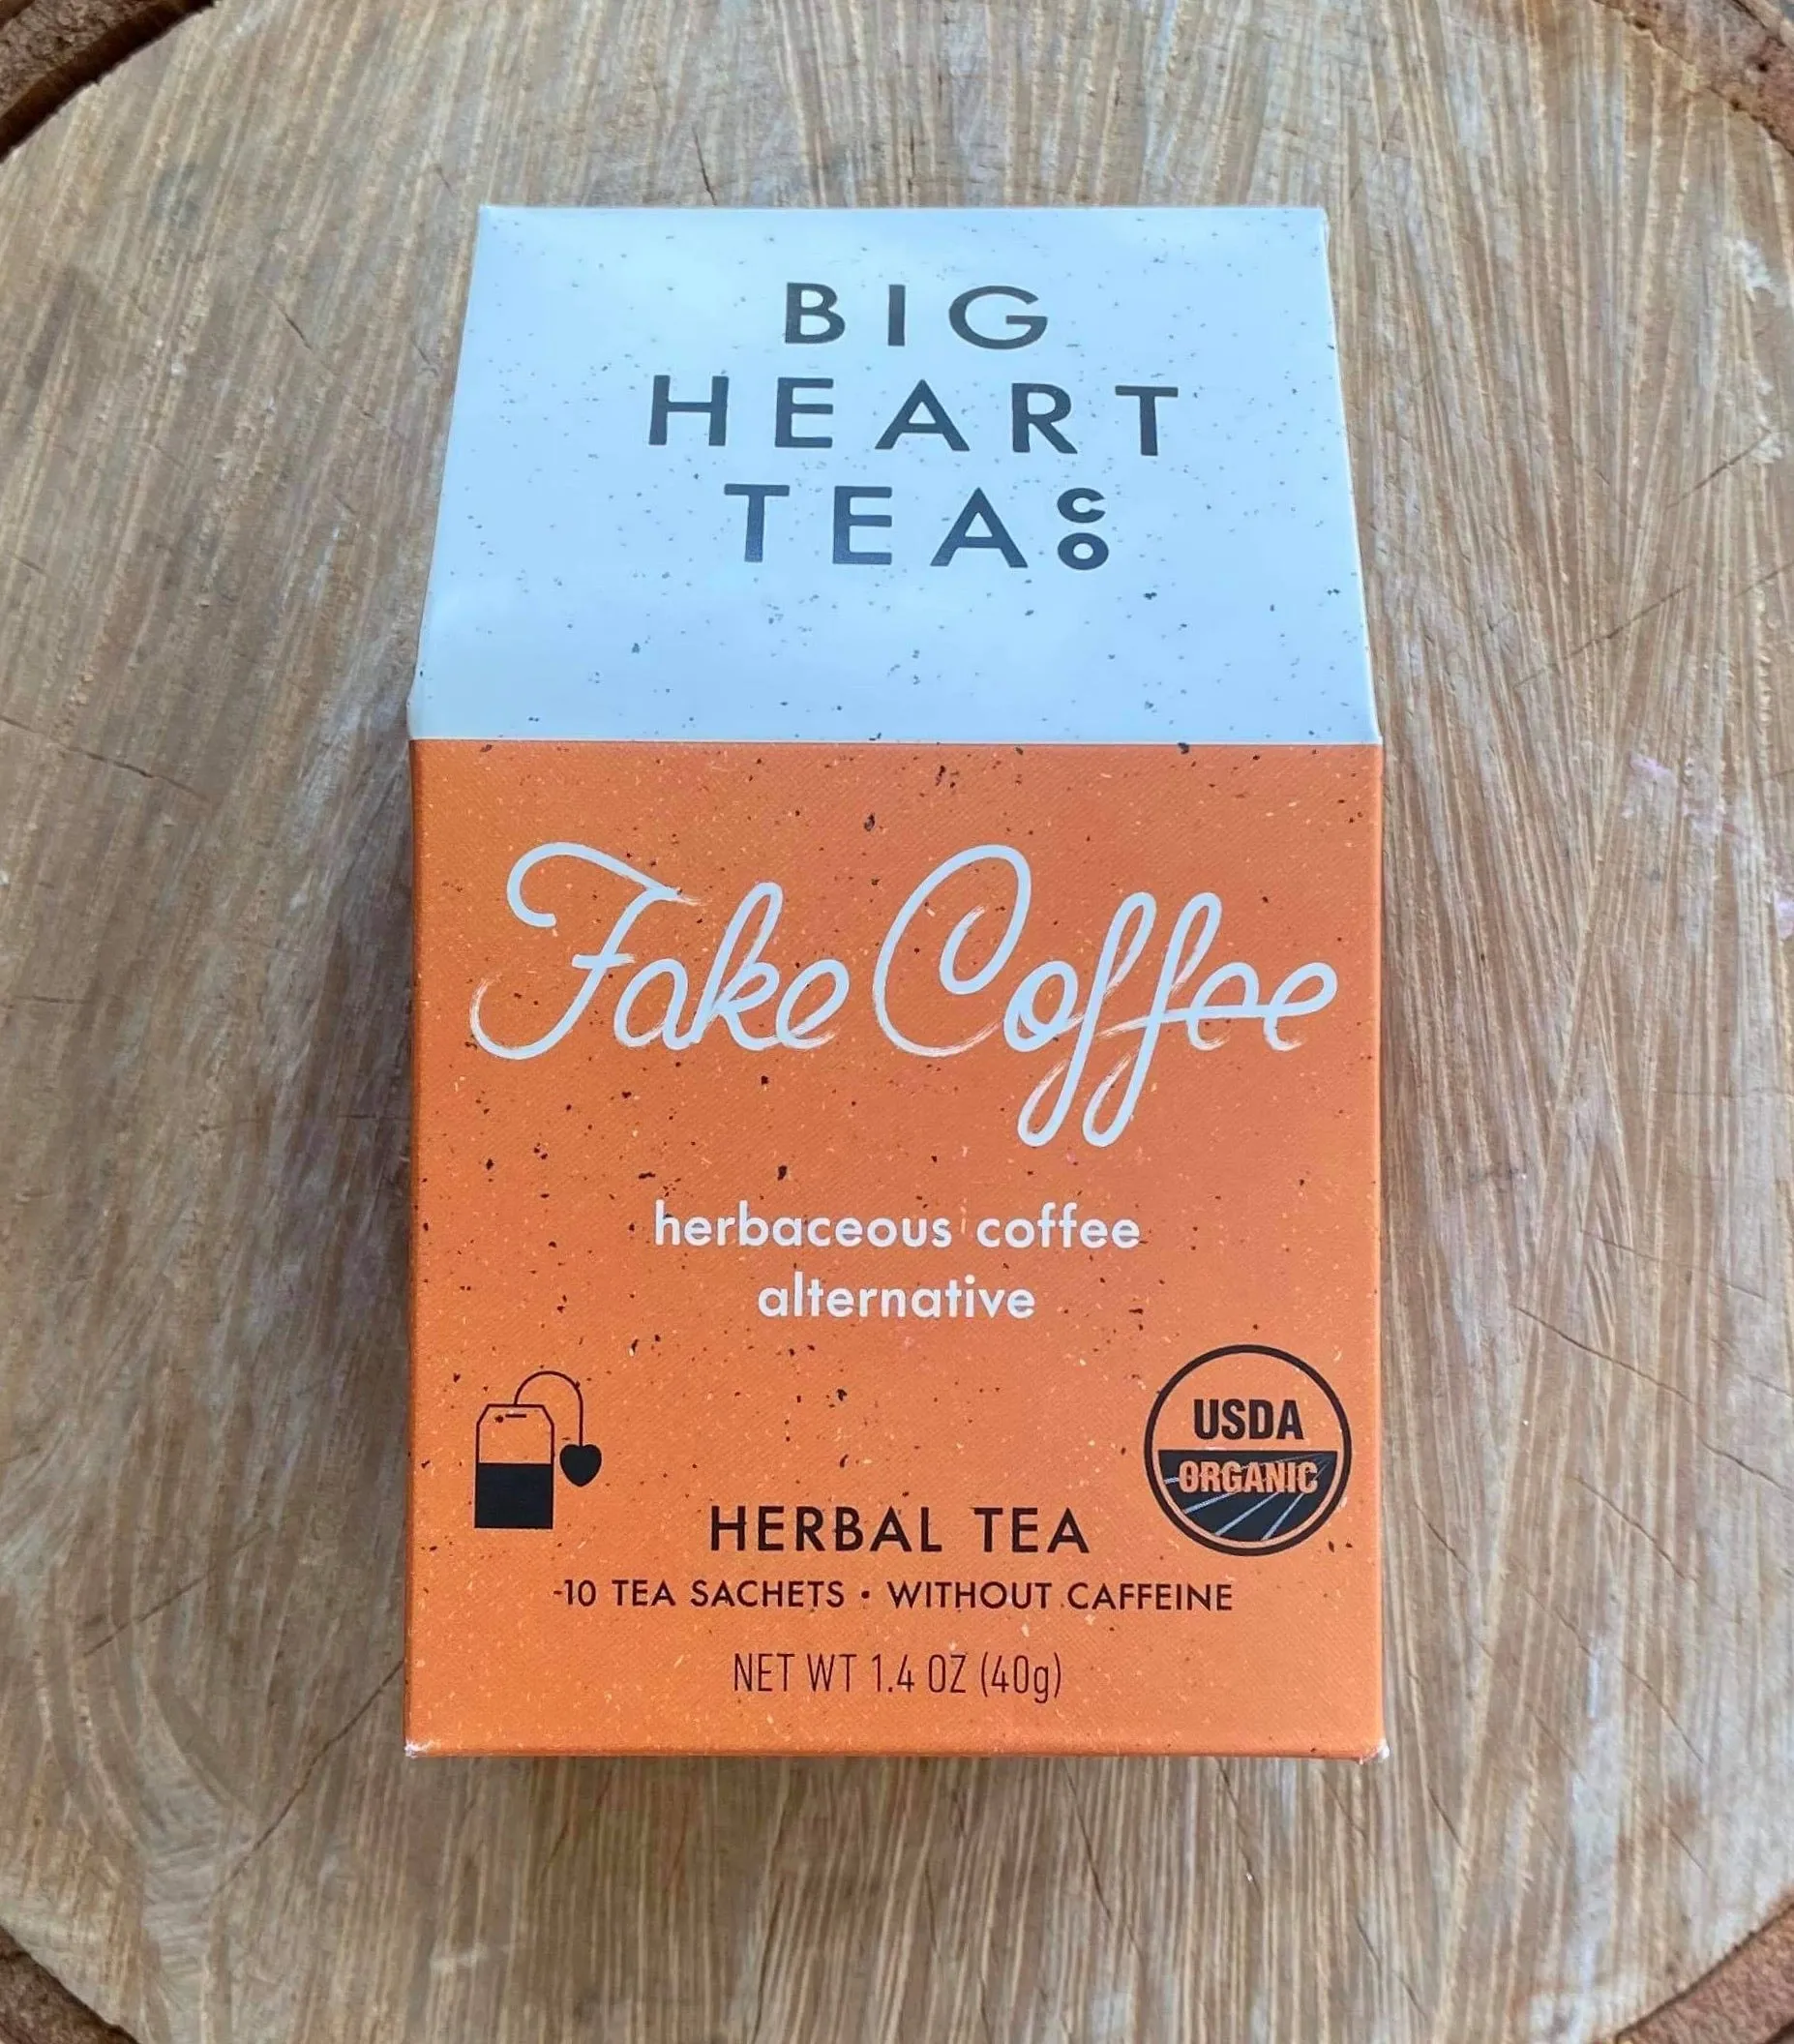 BIG
HEART
TEA CO
Fake Coffee
herbaceous coffee
alternative
USDA
ORGANIC
HERBAL TEA
-10 TEA SACHETS • WITHOUT CAFFEINE
NET WT 1.4 OZ (40g)